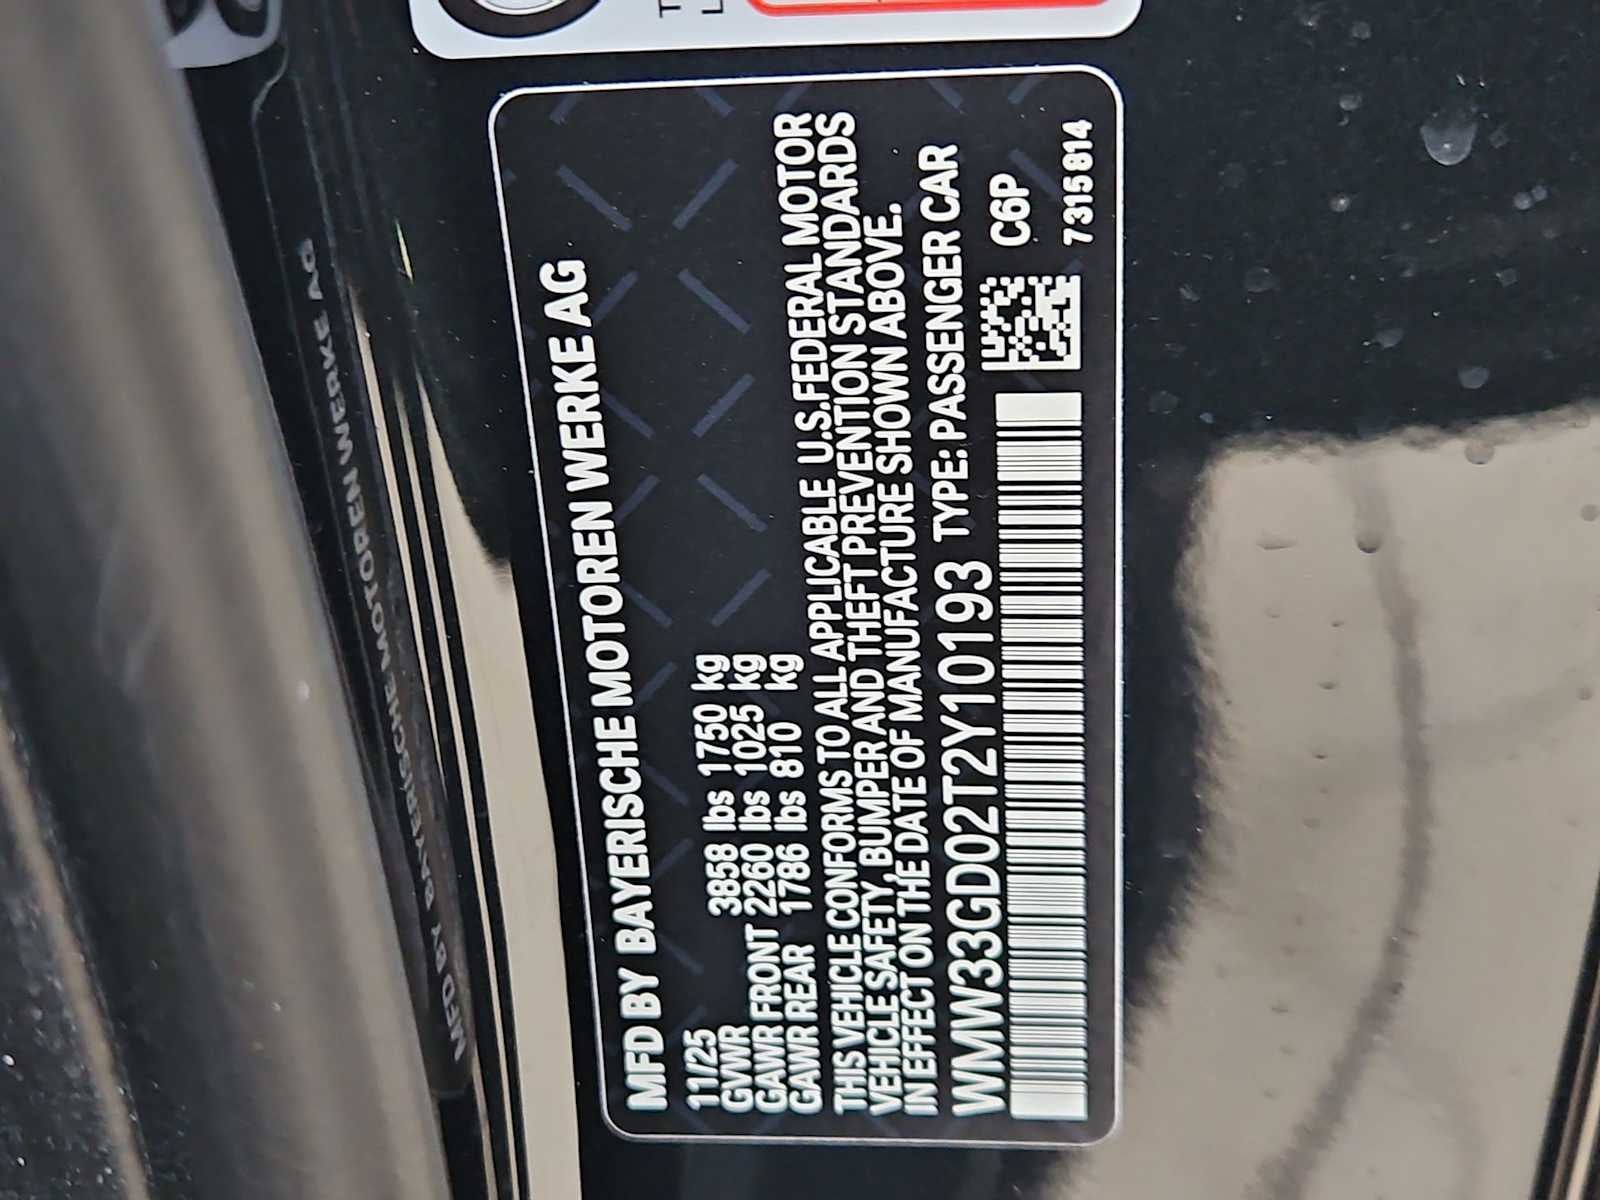 MFD BY BAYERISCHE MOTOREN WERKE AG
11/25
GVWR 3858 lbs 1750 kg
GAWR FRONT 2260 lbs 1025 kg
GAWR REAR 1786 lbs 810 kg
THIS VEHICLE CONFORMS TO ALL APPLICABLE U.S.FEDERAL MOTOR
VEHICLE SAFETY, BUMPER AND THEFT PREVENTION STANDARDS
IN EFFECT ON THE DATE OF MANUFACTURE SHOWN ABOVE.
WMW33GD02T2Y10193 TYPE: PASSENGER CAR
C6P
7315814
MFD BY BAYERISCHE MOTOREN WERKE AG